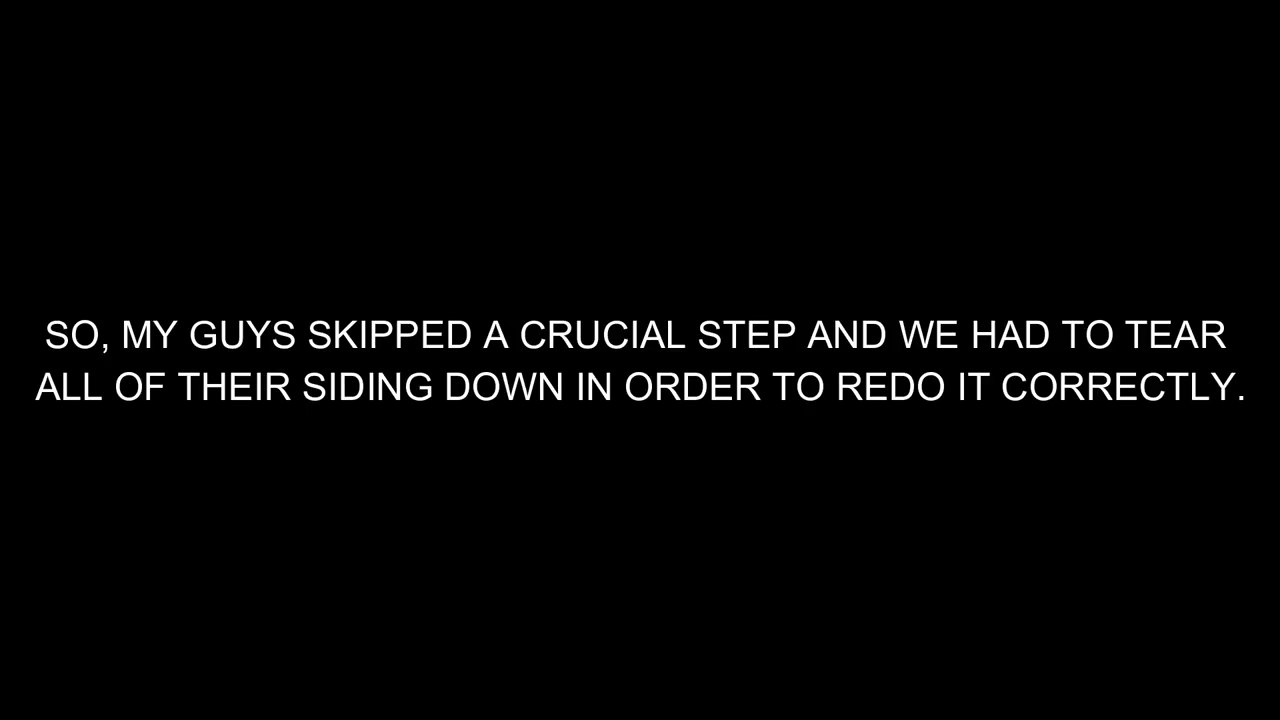 SO, MY GUYS SKIPPED A CRUCIAL STEP AND WE HAD TO TEAR
ALL OF THEIR SIDING DOWN IN ORDER TO REDO IT CORRECTLY.